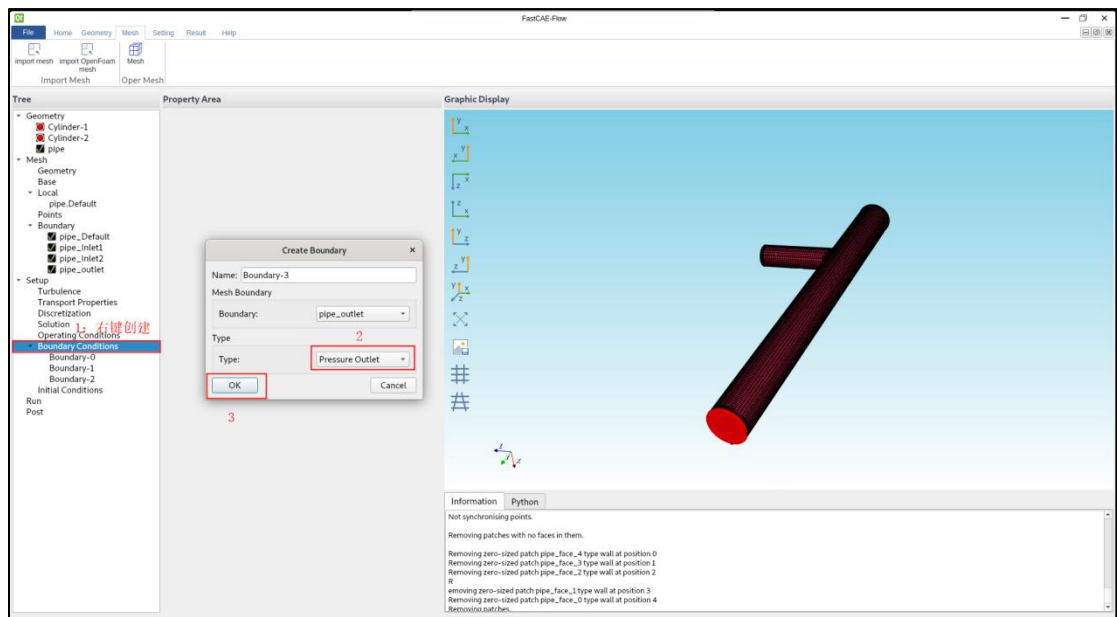 Qt
FastCAE-Flow
File Home Geometry Mesh Setting Result Help
import mesh import OpenFoam mesh Mesh
Import Mesh Oper Mesh
Tree
Geometry
Cylinder-1
Cylinder-2
pipe
Mesh
Geometry
Base
Local
pipe.Default
Points
Boundary
pipe_Default
pipe_Inlet1
pipe_Inlet2
pipe_outlet
Setup
Turbulence
Transport Properties
Discretization
Solution
1: 右键创建
Operating Conditions
Boundary Conditions
Boundary-0
Boundary-1
Boundary-2
Initial Conditions
Run
Post
Property Area
Create Boundary
Name: Boundary-3
Mesh Boundary
Boundary: pipe_outlet
Type
2
Type: Pressure Outlet
OK Cancel
3
Graphic Display
Y X
X Y
Z X
Z X
Y Z
Z Y
Y X Z
Information Python
Not synchronising points.
Removing patches with no faces in them.
Removing zero-sized patch pipe_face_4 type wall at position 0
Removing zero-sized patch pipe_face_3 type wall at position 1
Removing zero-sized patch pipe_face_2 type wall at position 2
R
emoving zero-sized patch pipe_face_1 type wall at position 3
Removing zero-sized patch pipe_face_0 type wall at position 4
Removing patches.